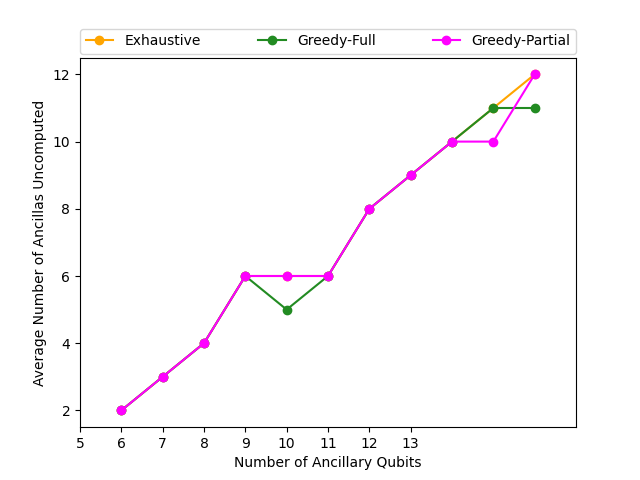 Exhaustive Greedy-Full Greedy-Partial
12
10
8
6
4
2
Average Number of Ancillas Uncomputed
5 6 7 8 9 10 11 12 13
Number of Ancillary Qubits